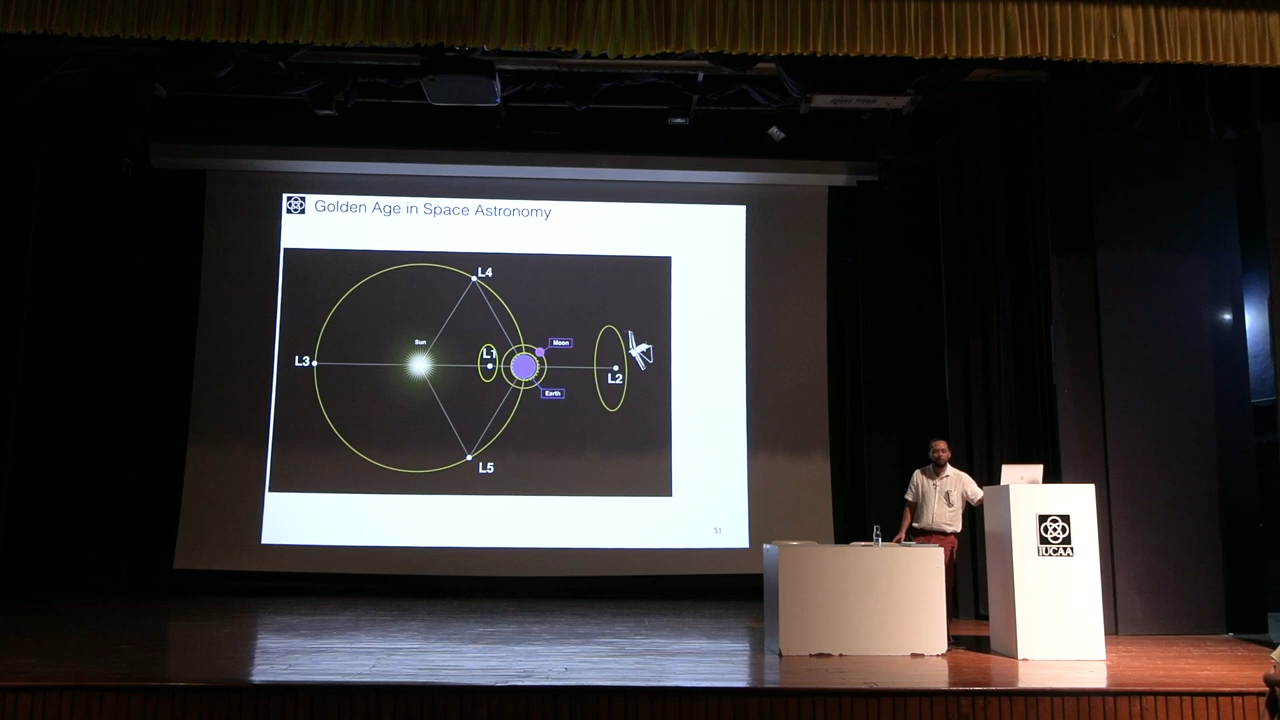 Golden Age in Space Astronomy
L4
Sun
Moon
L1
L3
L2
Earth
L5
51
IUCAA